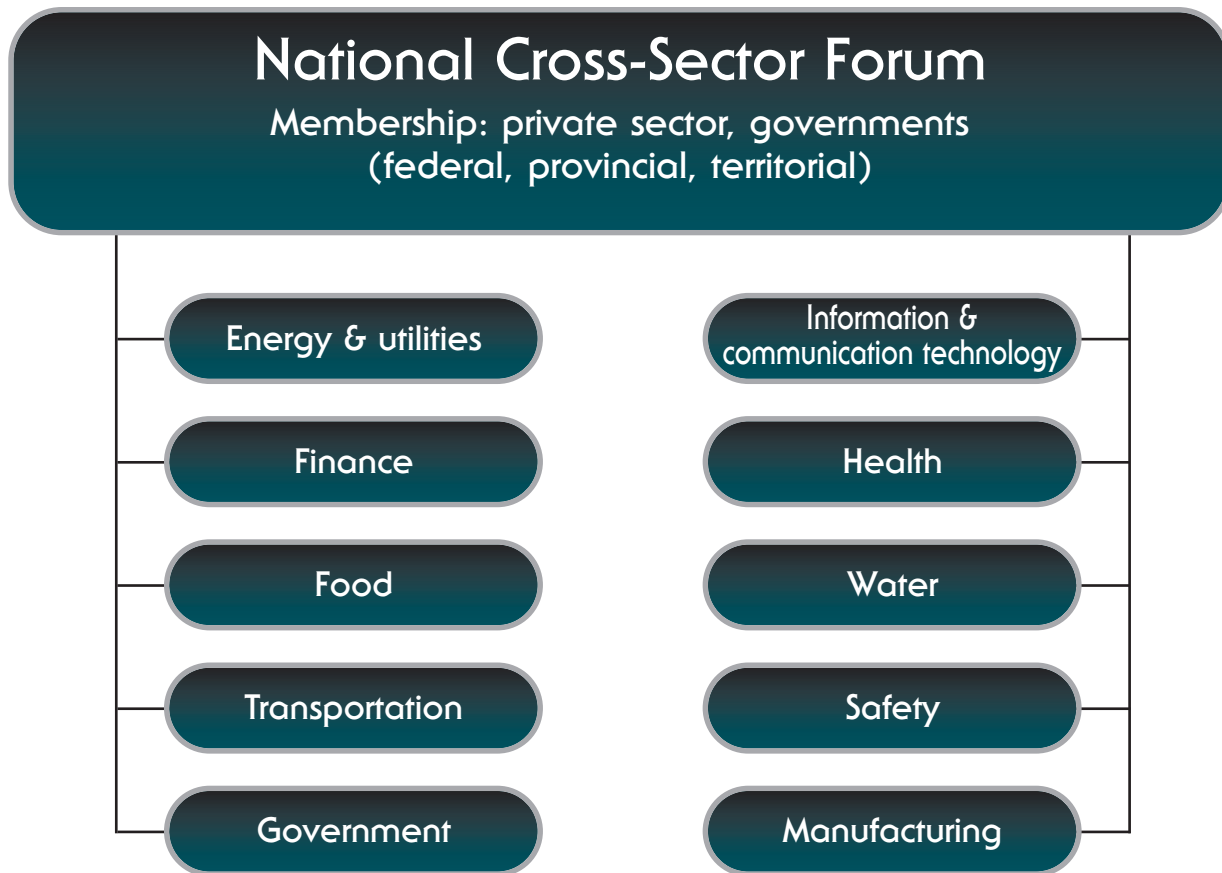 National Cross-Sector Forum
Membership: private sector, governments
(federal, provincial, territorial)
Energy & utilities
Finance
Food
Transportation
Government
Information &
communication technology
Health
Water
Safety
Manufacturing